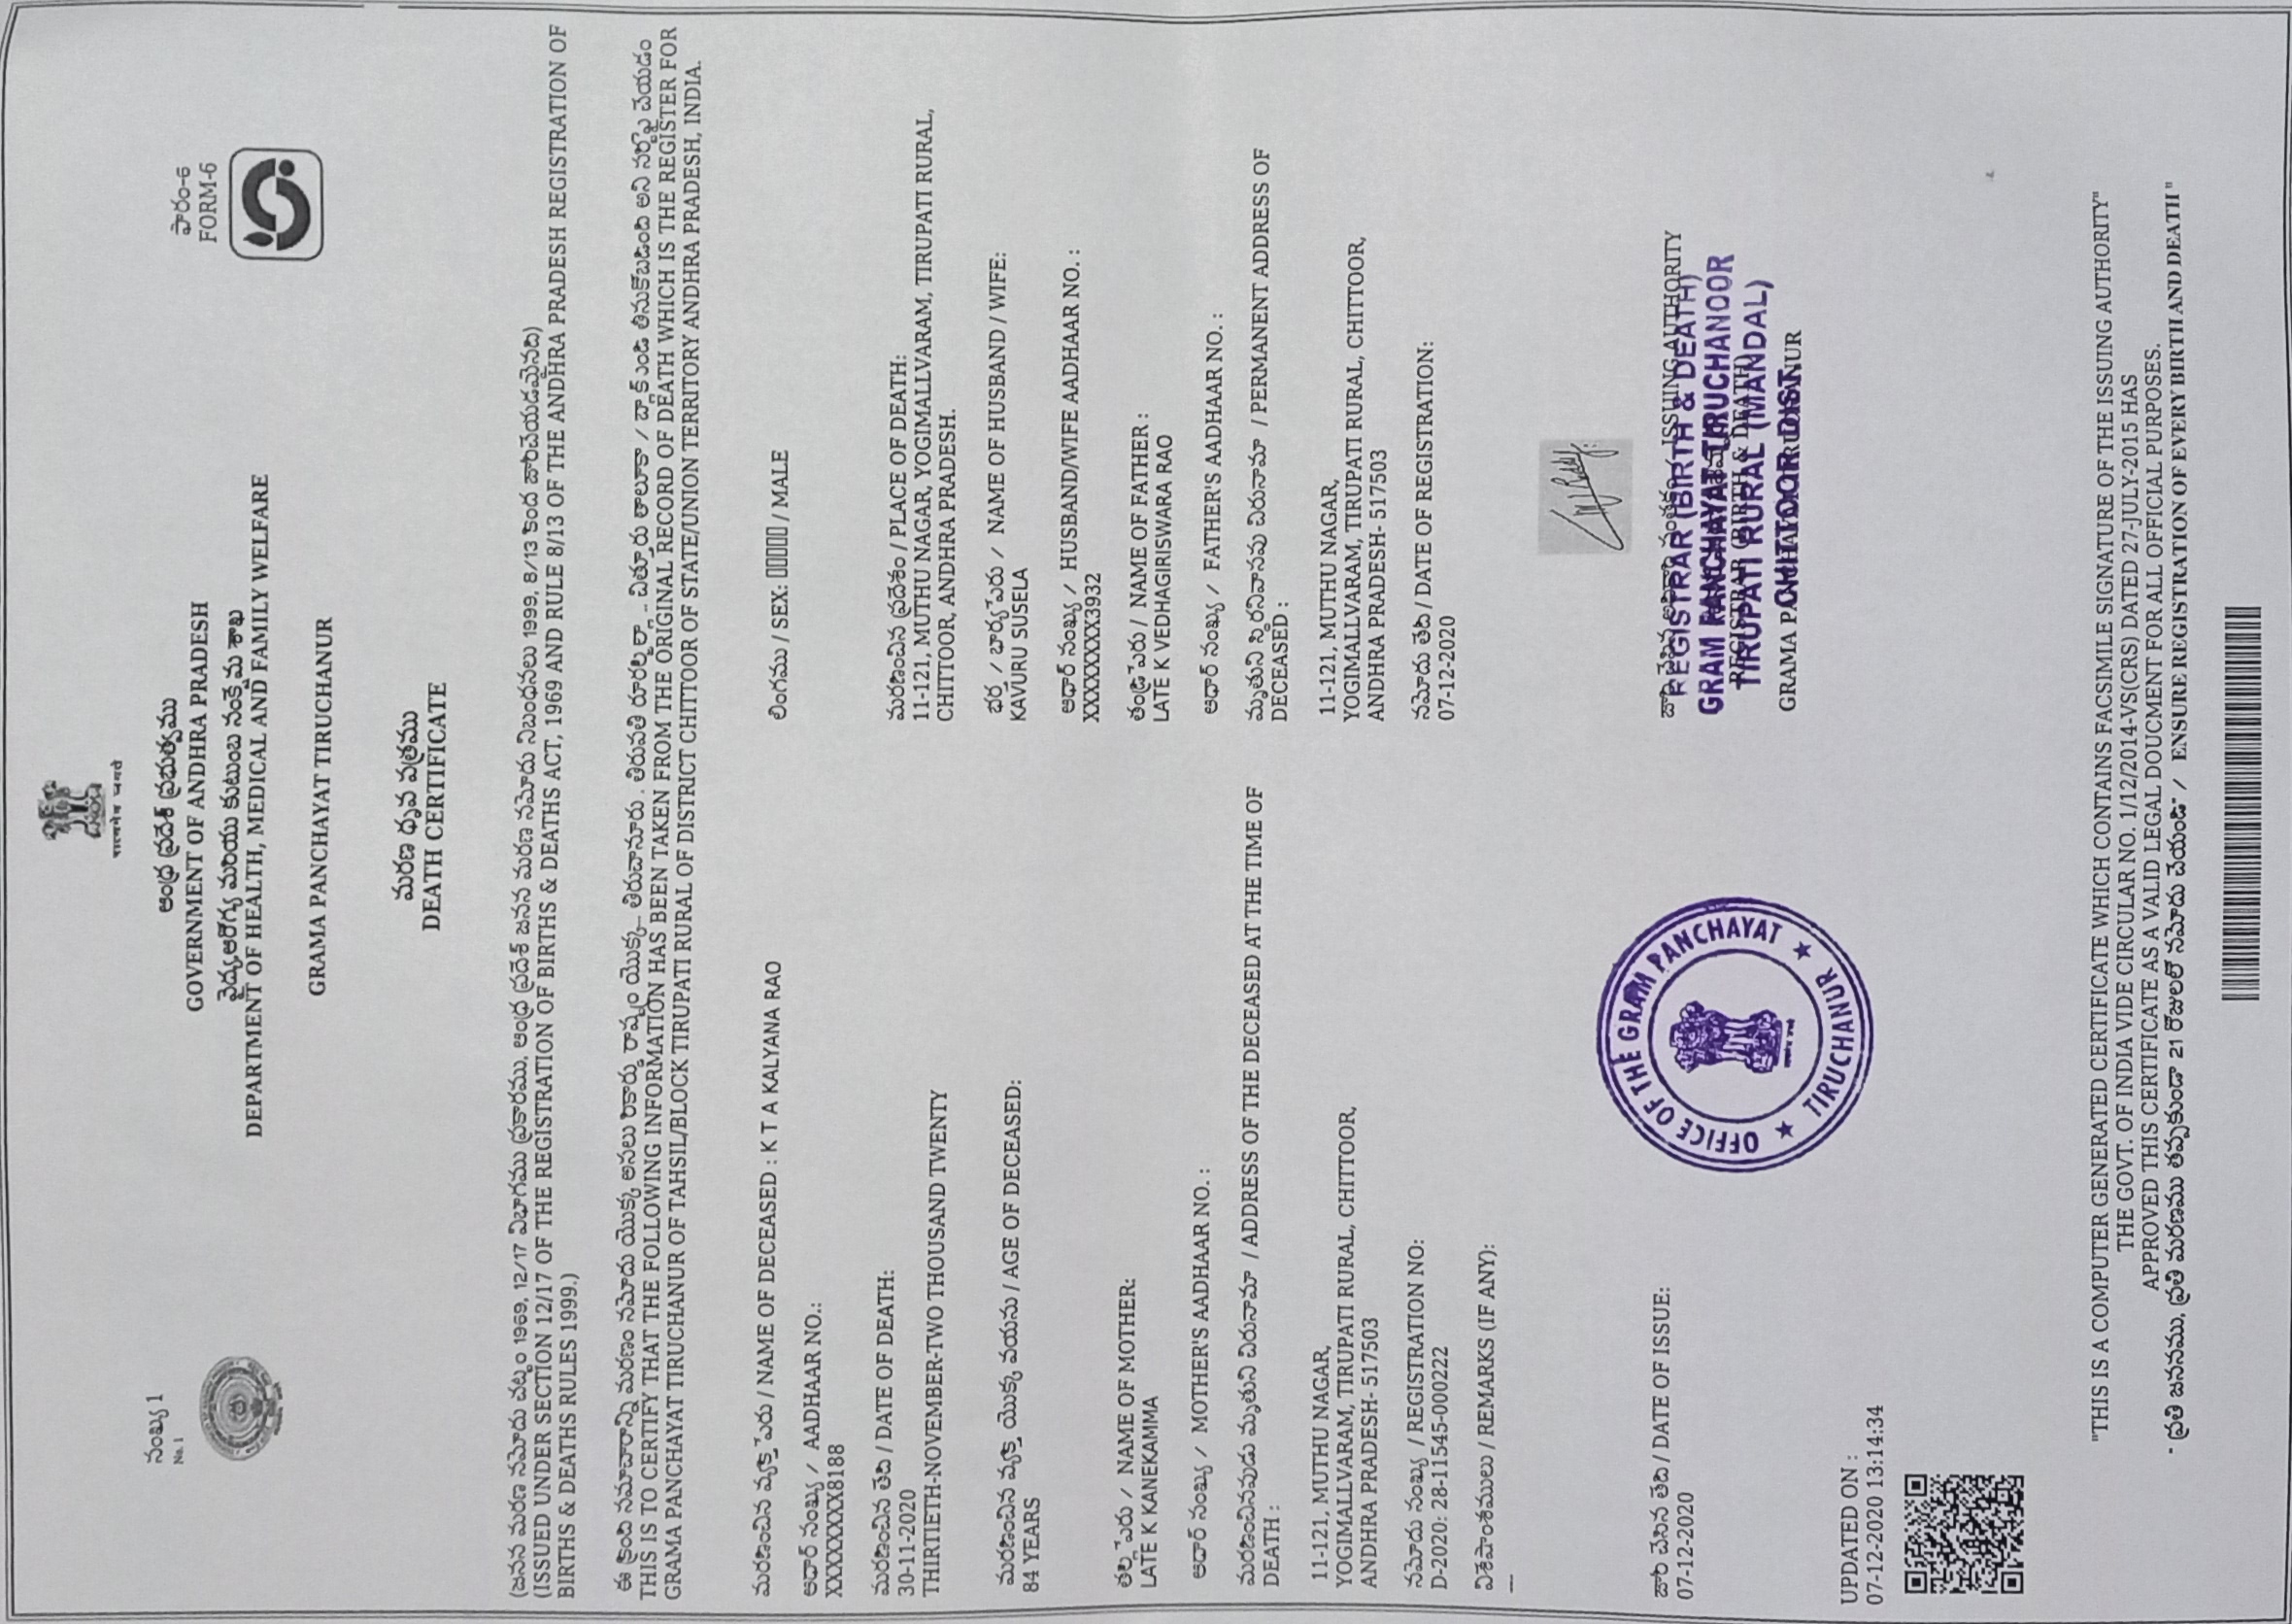 सत्यमेव जयते
సంఖ్య 1
No. 1
ఆంధ్ర ప్రదేశ్ ప్రభుత్వము
GOVERNMENT OF ANDHRA PRADESH
వైద్య,ఆరోగ్య మరియు కుటుంబ సంక్షేమ శాఖ
DEPARTMENT OF HEALTH, MEDICAL AND FAMILY WELFARE
ఫారం-6
FORM-6
GRAMA PANCHAYAT TIRUCHANUR
మరణ ధృవ పత్రము
DEATH CERTIFICATE
(జనన మరణ నమోదు చట్టం 1969, 12/17 విభాగము ప్రకారము, ఆంధ్ర ప్రదేశ్ జనన మరణ నమోదు నిబంధనలు 1999, 8/13 కింద జారిచేయడమైనది)
(ISSUED UNDER SECTION 12/17 OF THE REGISTRATION OF BIRTHS & DEATHS ACT, 1969 AND RULE 8/13 OF THE ANDHRA PRADESH REGISTRATION OF
BIRTHS & DEATHS RULES 1999.)
ఈ క్రింది సమాచారాన్ని మరణం నమోదు యొక్క అసలు రికార్డు రాష్ట్రం యొక్క తిరుచానూరు . తిరుపతి రూరల్జిల్లా .. చిత్తూరు తాలూకా / బ్లాక్ నుండి తీసుకోబడింది అని సర్టిఫై చేయడం
THIS IS TO CERTIFY THAT THE FOLLOWING INFORMATION HAS BEEN TAKEN FROM THE ORIGINAL RECORD OF DEATH WHICH IS THE REGISTER FOR
GRAMA PANCHAYAT TIRUCHANUR OF TAHSIL/BLOCK TIRUPATI RURAL OF DISTRICT CHITTOOR OF STATE/UNION TERRITORY ANDHRA PRADESH, INDIA.
మరణించిన వ్యక్తి పేరు / NAME OF DECEASED : K T A KALYANA RAO
లింగము / SEX: / MALE
ఆధార్ సంఖ్య / AADHAAR NO.:
XXXXXXXX8188
మరణించిన తేది / DATE OF DEATH:
30-11-2020
THIRTIETH-NOVEMBER-TWO THOUSAND TWENTY
మరణించిన ప్రదేశం / PLACE OF DEATH:
11-121, MUTHU NAGAR, YOGIMALLVARAM, TIRUPATI RURAL,
CHITTOOR, ANDHRA PRADESH.
మరణించిన వ్యక్తి యొక్క వయసు / AGE OF DECEASED:
84 YEARS
భర్త / భార్య పేరు / NAME OF HUSBAND / WIFE:
KAVURU SUSELA
ఆధార్ సంఖ్య / HUSBAND/WIFE AADHAAR NO. :
XXXXXXXX3932
తల్లి పేరు / NAME OF MOTHER:
LATE K KANEKAMMA
తండ్రి పేరు / NAME OF FATHER :
LATE K VEDHAGIRISWARA RAO
ఆధార్ సంఖ్య / MOTHER'S AADHAAR NO. :
ఆధార్ సంఖ్య / FATHER'S AADHAAR NO. :
మరణించినపుడు మృతుని చిరునామా / ADDRESS OF THE DECEASED AT THE TIME OF
DEATH :
11-121, MUTHU NAGAR,
YOGIMALLVARAM, TIRUPATI RURAL, CHITTOOR,
ANDHRA PRADESH- 517503
మృతుని స్థిరనివాసపు చిరునామా / PERMANENT ADDRESS OF
DECEASED :
11-121, MUTHU NAGAR,
YOGIMALLVARAM, TIRUPATI RURAL, CHITTOOR,
ANDHRA PRADESH- 517503
నమోదు సంఖ్య / REGISTRATION NO:
D-2020: 28-11545-000222
నమోదు తేది / DATE OF REGISTRATION:
07-12-2020
విశేషాంశములు / REMARKS (IF ANY):
—
జారి చేసిన తేది / DATE OF ISSUE:
07-12-2020
OFFICE OF THE GRAM PANCHAYAT
TIRUCHANUR
జారి చేసిన అధికారి సంతకం / ISSUING AUTHORITY
REGISTRAR (BIRTH & DEATH)
GRAM PANCHAYAT TIRUCHANOOR
REGISTRAR (BIRTH & DEATH)
TIRUPATI RURAL (MANDAL)
CHITTOOR DIST.
GRAMA PANCHAYAT TIRUCHANUR
UPDATED ON :
07-12-2020 13:14:34
"THIS IS A COMPUTER GENERATED CERTIFICATE WHICH CONTAINS FACSIMILE SIGNATURE OF THE ISSUING AUTHORITY"
THE GOVT. OF INDIA VIDE CIRCULAR NO. 1/12/2014-VS(CRS) DATED 27-JULY-2015 HAS
APPROVED THIS CERTIFICATE AS A VALID LEGAL DOUCMENT FOR ALL OFFICIAL PURPOSES.
" ప్రతి జననము, ప్రతి మరణము తప్పకుండా 21 రోజులలో నమోదు చేయండి" / ENSURE REGISTRATION OF EVERY BIRTH AND DEATH "